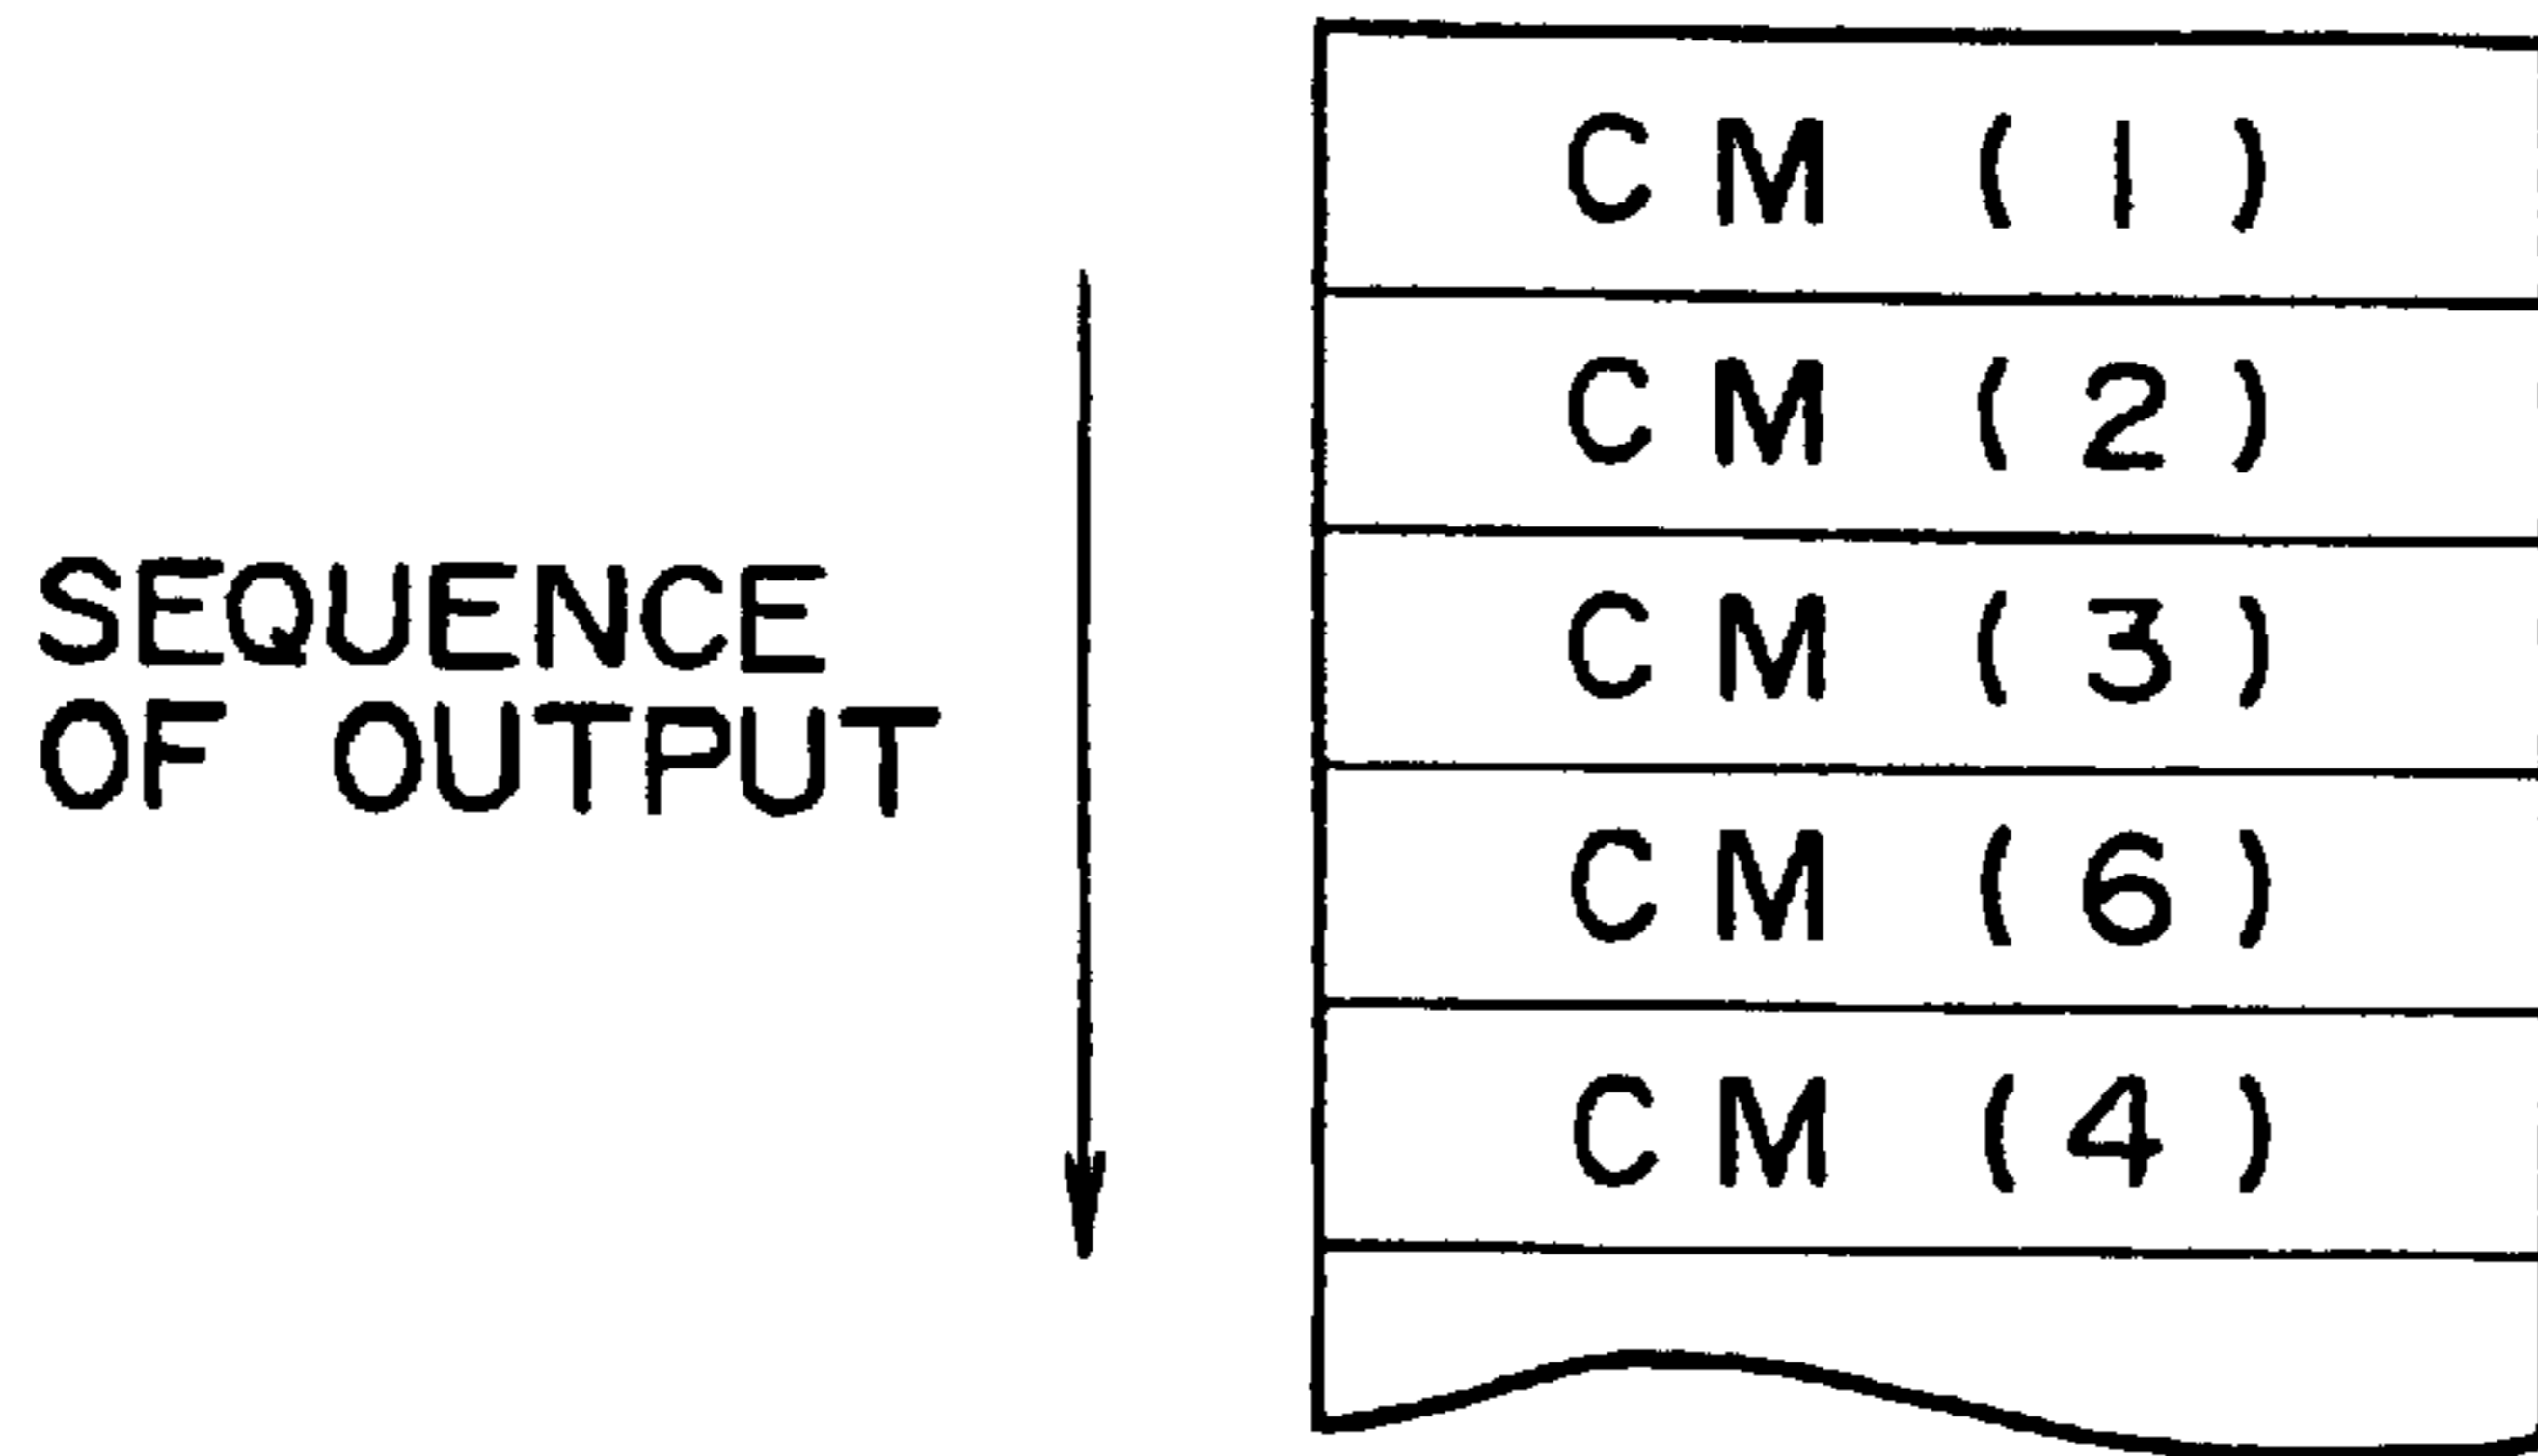 CM (1)
CM (2)
SEQUENCE
OF OUTPUT
CM (3)
CM (6)
CM (4)